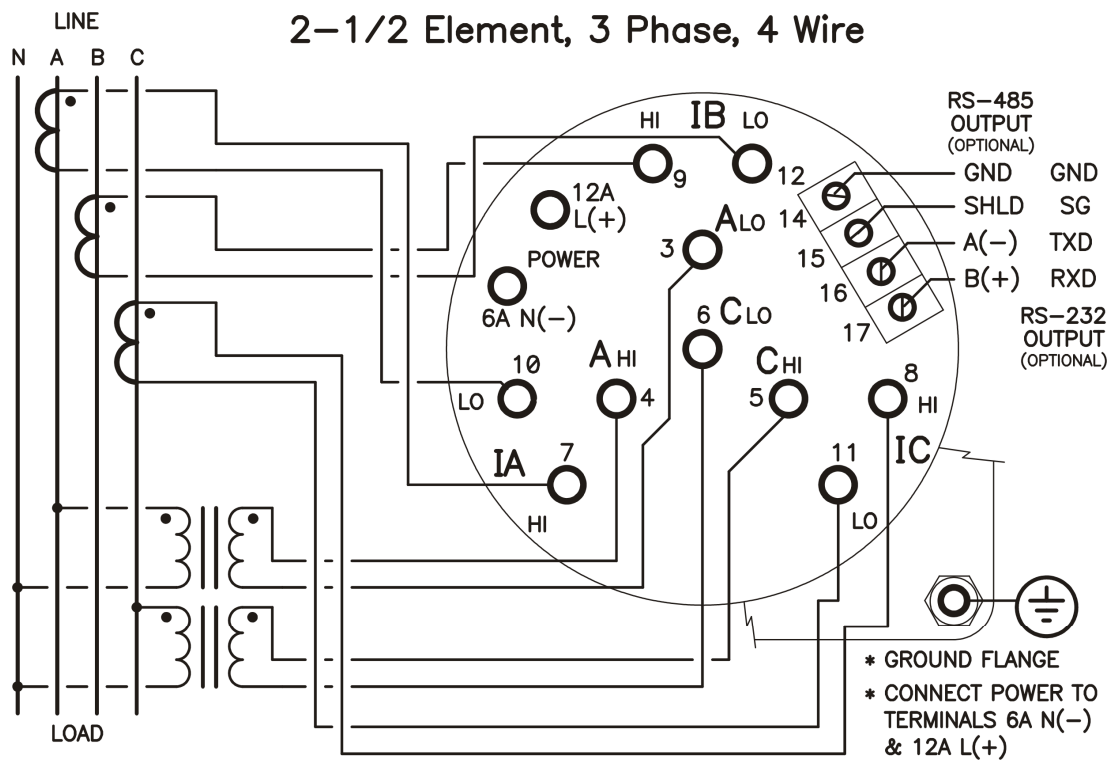 2-1/2 Element, 3 Phase, 4 Wire
LINE
N A B C
HI IB LO
9
12
12A
L(+)
POWER
6A N(-)
3 ALO
6 CLO
10
LO
A HI
4
CHI
5
8
HI
IA
7
HI
11
IC
LO
14
15
16
17
RS-485
OUTPUT
(OPTIONAL)
GND GND
SHLD SG
A(-) TXD
B(+) RXD
RS-232
OUTPUT
(OPTIONAL)
LOAD
* GROUND FLANGE
* CONNECT POWER TO
TERMINALS 6A N(-)
& 12A L(+)